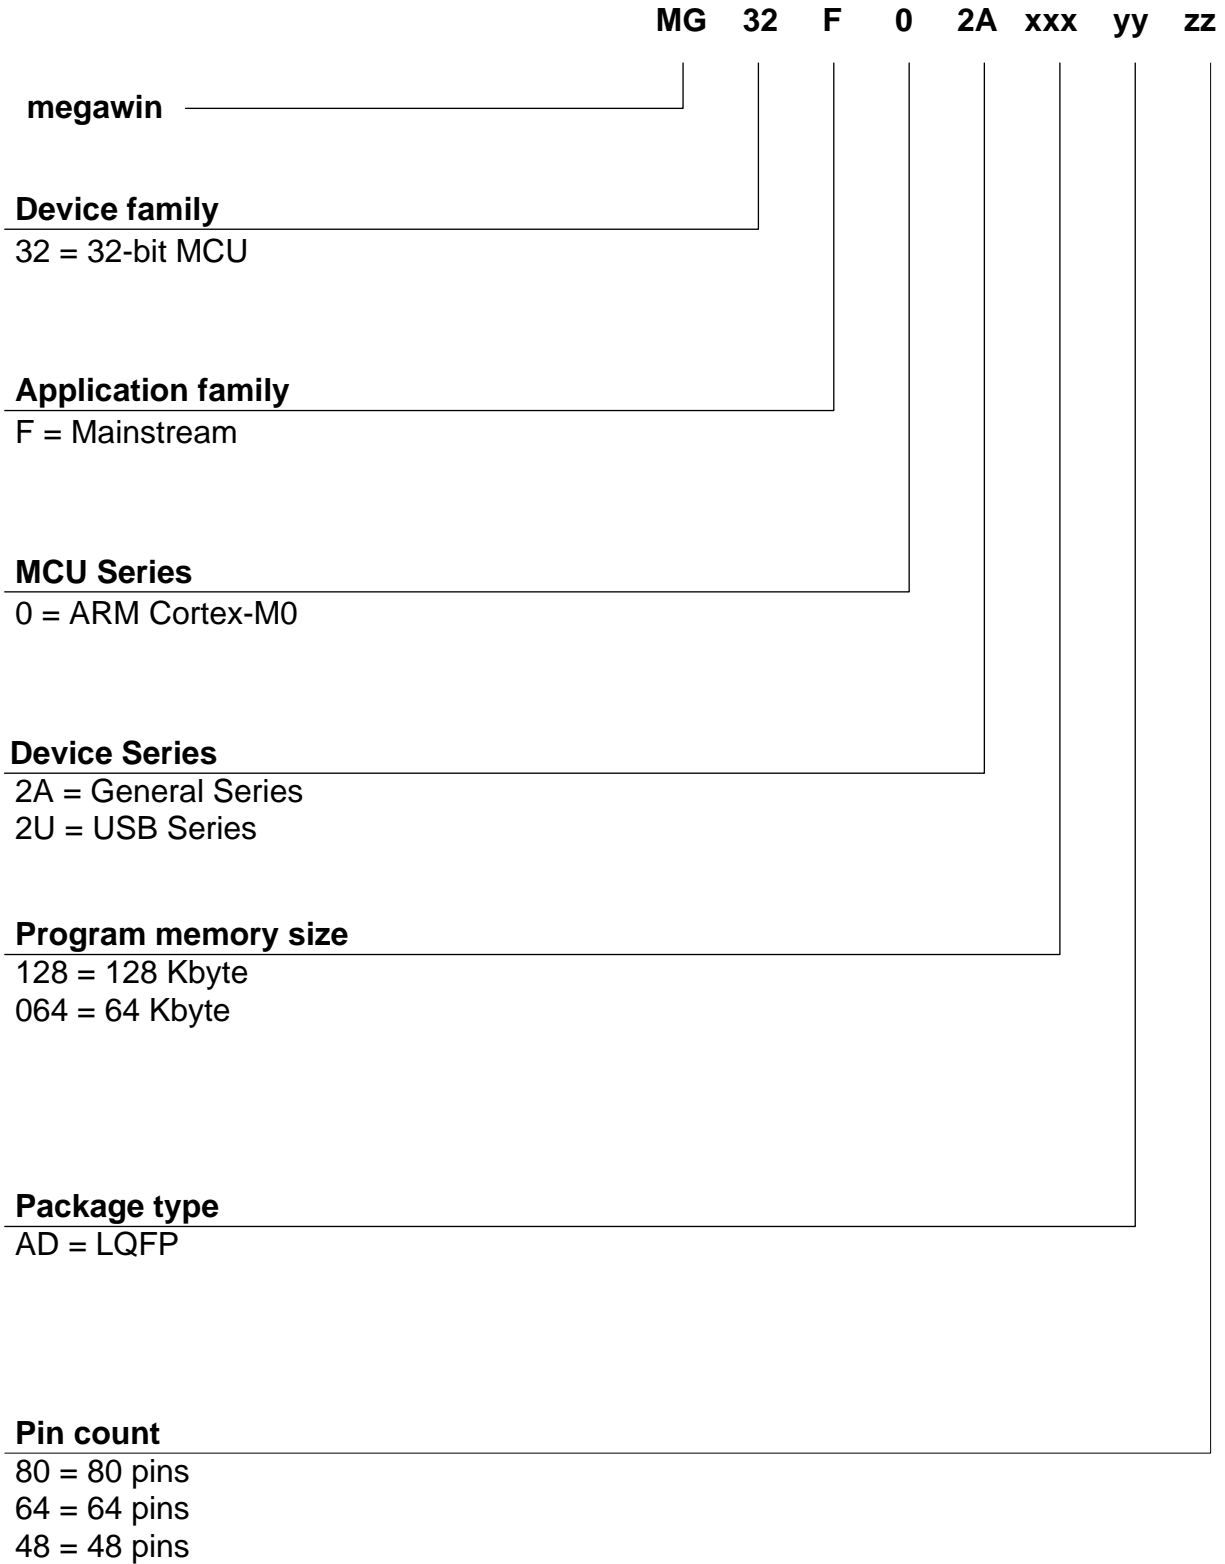 MG 32 F 0 2A xxx yy zz
megawin
Device family
32 = 32-bit MCU
Application family
F = Mainstream
MCU Series
0 = ARM Cortex-M0
Device Series
2A = General Series
2U = USB Series
Program memory size
128 = 128 Kbyte
064 = 64 Kbyte
Package type
AD = LQFP
Pin count
80 = 80 pins
64 = 64 pins
48 = 48 pins